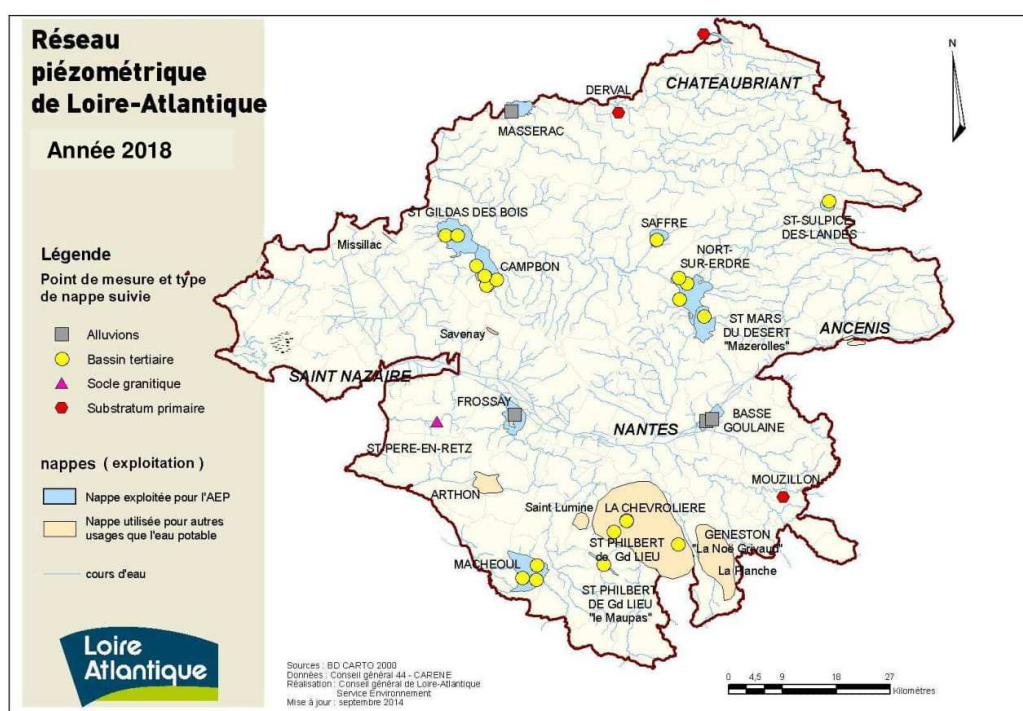 Réseau
piézométrique
de Loire-Atlantique
Année 2018
Légende
Point de mesure et type
de nappe suivie
Alluvions
Bassin tertiaire
Socle granitique
Substratum primaire
nappes ( exploitation )
Nappe exploitée pour l'AEP
Nappe utilisée pour autres
usages que l'eau potable
cours d'eau
Loire
Atlantique
N
CHATEAUBRIANT
DERVAL
MASSERAC
ST GILDAS DES BOIS
Missillac
SAFFRE
ST-SULPICE
DES-LANDES
CAMPBON
NORT-
SUR-ERDRE
Savenay
ST MARS
DU DESERT
"Mazerolles"
ANCENIS
SAINT NAZAIRE
FROSSAY
NANTES
BASSE
GOULAINE
ST-PERE-EN-RETZ
ARTHON
MOUZILLON
Saint Lumine
LA CHEVROLIERE
GENESTON
"La Noë Grivaud"
ST PHILBERT
de Gd LIEU
MACHEOUL
La Planche
ST PHILBERT
DE Gd LIEU
"le Maupas"
Sources : BD CARTO 2000
Données : Conseil général 44 - CARENE
Réalisation : Conseil général de Loire-Atlantique
Service Environnement
Mise à jour : septembre 2014
0 4,5 9 18 27
Kilomètres